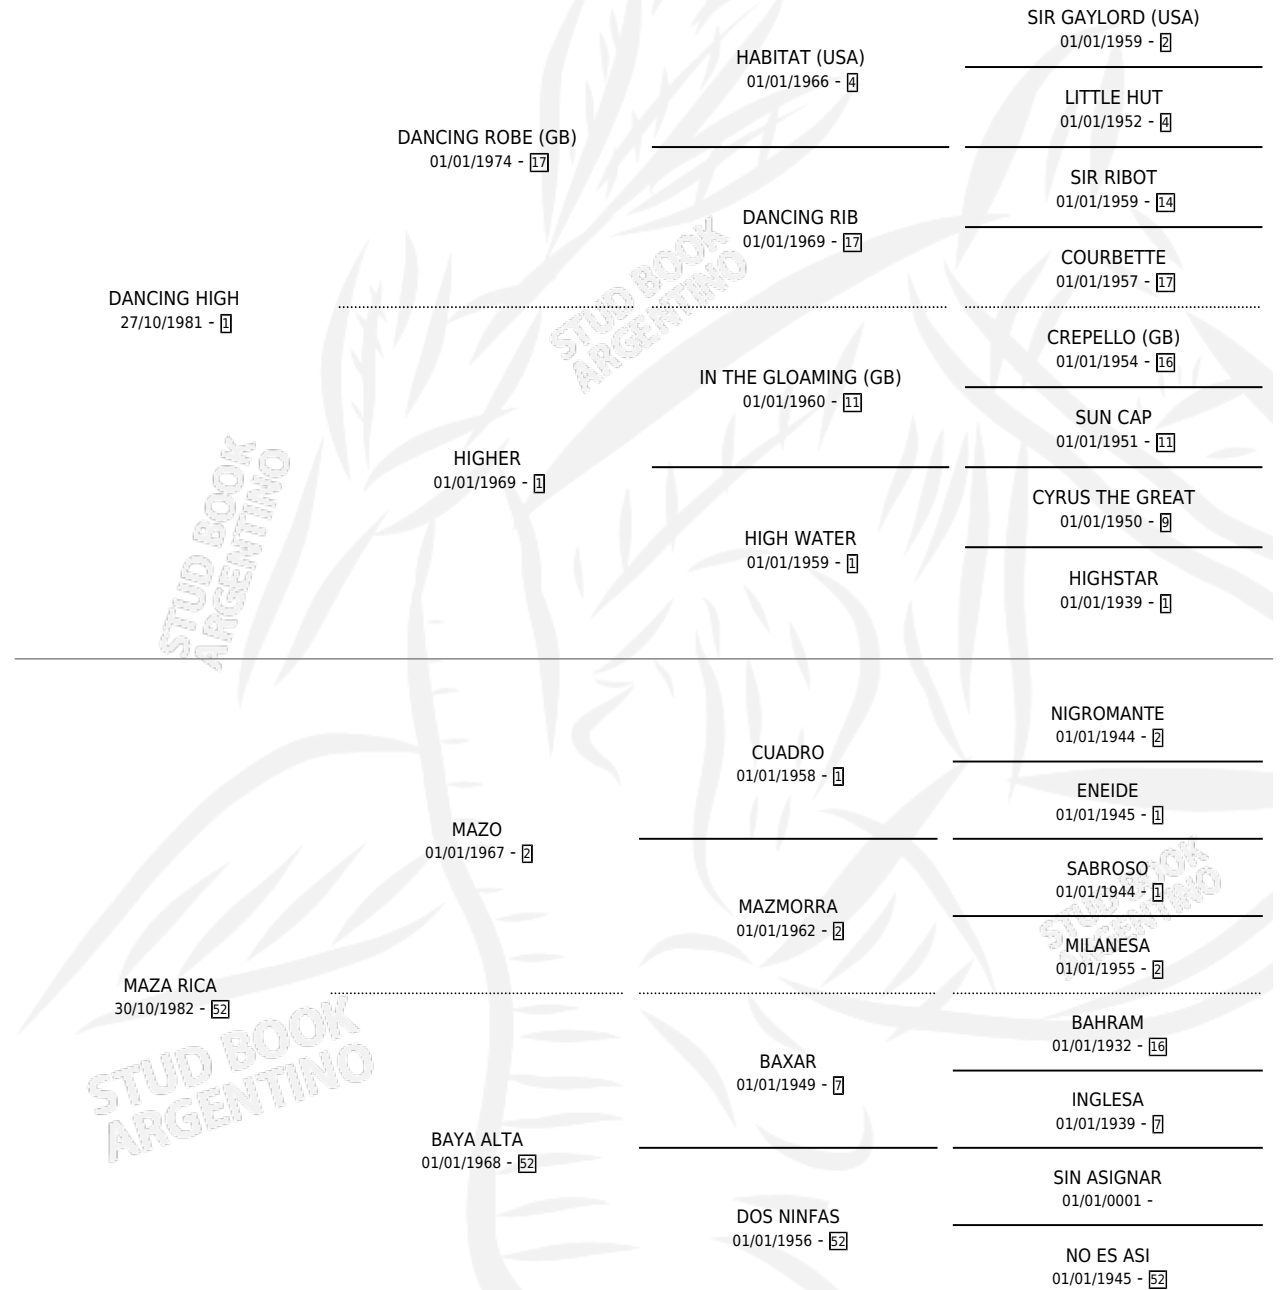 SIR GAYLORD (USA)
01/01/1959 - 2
HABITAT (USA)
01/01/1966 - 4
LITTLE HUT
01/01/1952 - 4
DANCING ROBE (GB)
01/01/1974 - 17
SIR RIBOT
01/01/1959 - 14
DANCING RIB
01/01/1969 - 17
COURBETTE
01/01/1957 - 17
DANCING HIGH
27/10/1981 - 1
STUD BOOK
ARGENTINO
CREPELLO (GB)
01/01/1954 - 16
IN THE GLOAMING (GB)
01/01/1960 - 11
SUN CAP
01/01/1951 - 11
HIGHER
01/01/1969 - 1
STUD BOOK
ARGENTINO
CYRUS THE GREAT
01/01/1950 - 9
HIGH WATER
01/01/1959 - 1
HIGHSTAR
01/01/1939 - 1
NIGROMANTE
01/01/1944 - 2
CUADRO
01/01/1958 - 1
ENEIDE
01/01/1945 - 1
MAZO
01/01/1967 - 2
SABROSO
01/01/1944 - 1
STUD BOOK
ARGENTINO
MAZMORRA
01/01/1962 - 2
MILANESA
01/01/1955 - 2
MAZA RICA
30/10/1982 - 52
STUD BOOK
ARGENTINO
BAHRAM
01/01/1932 - 16
BAXAR
01/01/1949 - 7
INGLESA
01/01/1939 - 7
BAYA ALTA
01/01/1968 - 52
SIN ASIGNAR
01/01/0001 -
DOS NINFAS
01/01/1956 - 52
NO ES ASI
01/01/1945 - 52